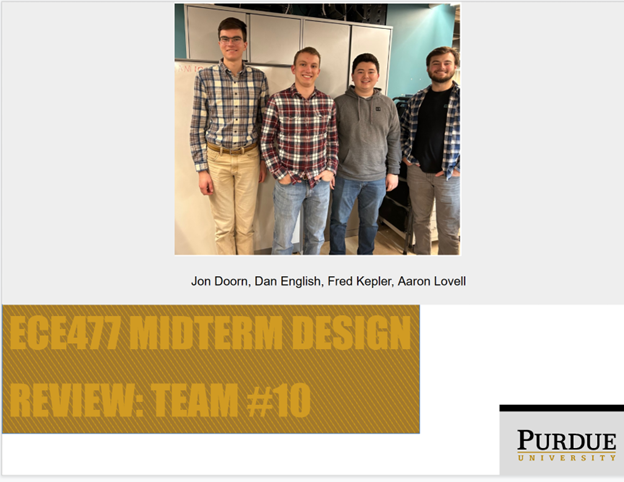 Jon Doorn, Dan English, Fred Kepler, Aaron Lovell
ECE477 MIDTERM DESIGN
REVIEW: TEAM #10
PURDUE
UNIVERSITY